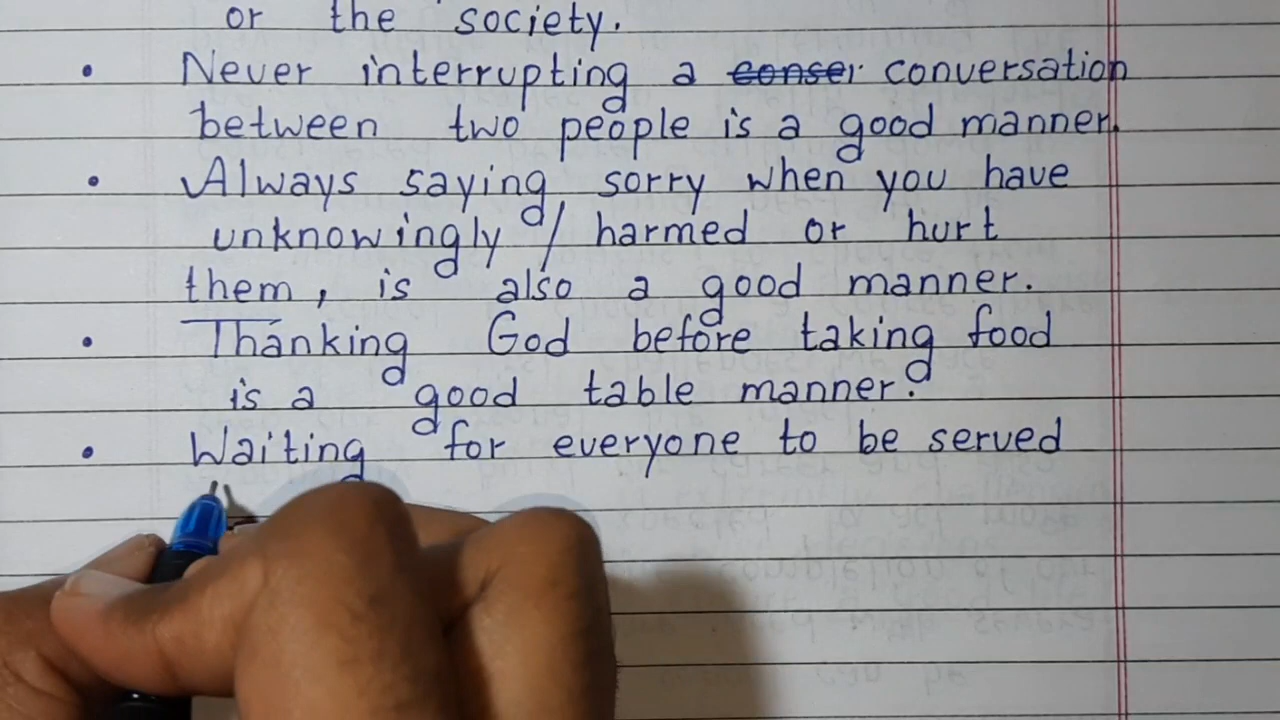 or the society.
• Never interrupting a conser conversation
between two people is a good manner.
• Always saying sorry when you have
unknowingly / harmed or hurt
them, is also a good manner.
• Thanking God before taking food
is a good table manner.
• Waiting for everyone to be served